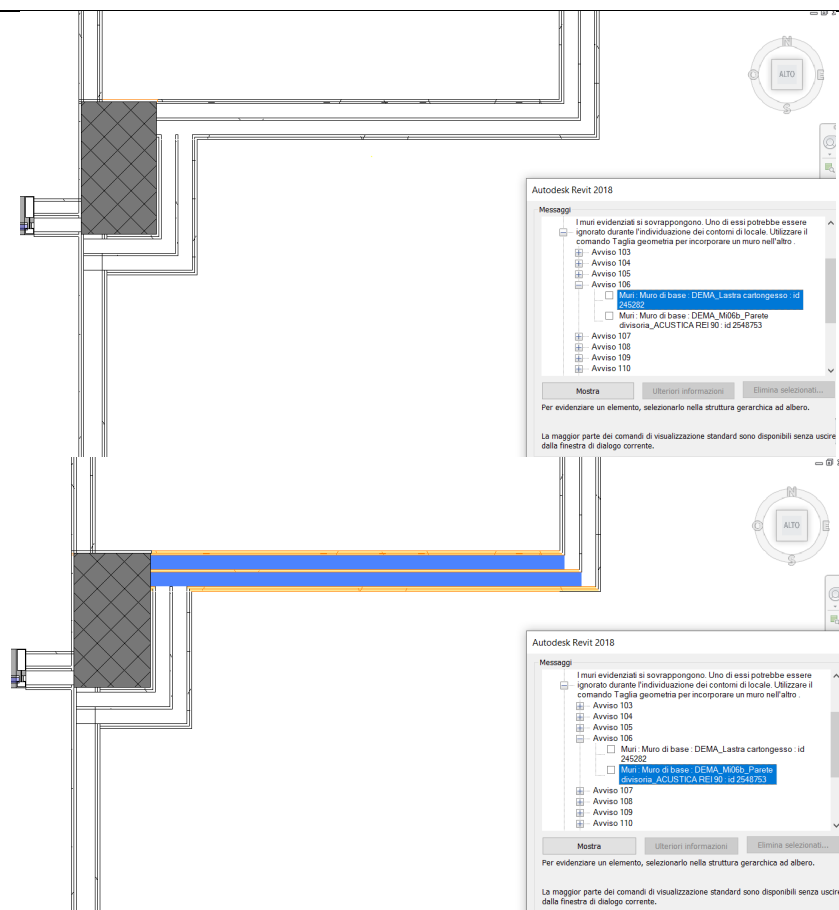 N
ALTO
E
S
O
Autodesk Revit 2018
Messaggi
I muri evidenziati si sovrappongono. Uno di essi potrebbe essere
ignorato durante l'individuazione dei contorni di locale. Utilizzare il
comando Taglia geometria per incorporare un muro nell'altro .
Avviso 103
Avviso 104
Avviso 105
Avviso 106
Muri : Muro di base : DEMA_Lastra cartongesso : id
245282
Muri : Muro di base : DEMA_Mi06b_Parete
divisoria_ACUSTICA REI 90 : id 2548753
Avviso 107
Avviso 108
Avviso 109
Avviso 110
Mostra
Ulteriori informazioni
Elimina selezionati...
Per evidenziare un elemento, selezionarlo nella struttura gerarchica ad albero.
La maggior parte dei comandi di visualizzazione standard sono disponibili senza uscire
dalla finestra di dialogo corrente.
N
ALTO
E
S
O
Autodesk Revit 2018
Messaggi
I muri evidenziati si sovrappongono. Uno di essi potrebbe essere
ignorato durante l'individuazione dei contorni di locale. Utilizzare il
comando Taglia geometria per incorporare un muro nell'altro .
Avviso 103
Avviso 104
Avviso 105
Avviso 106
Muri : Muro di base : DEMA_Lastra cartongesso : id
245282
Muri : Muro di base : DEMA_Mi06b_Parete
divisoria_ACUSTICA REI 90 : id 2548753
Avviso 107
Avviso 108
Avviso 109
Avviso 110
Mostra
Ulteriori informazioni
Elimina selezionati...
Per evidenziare un elemento, selezionarlo nella struttura gerarchica ad albero.
La maggior parte dei comandi di visualizzazione standard sono disponibili senza uscire
dalla finestra di dialogo corrente.